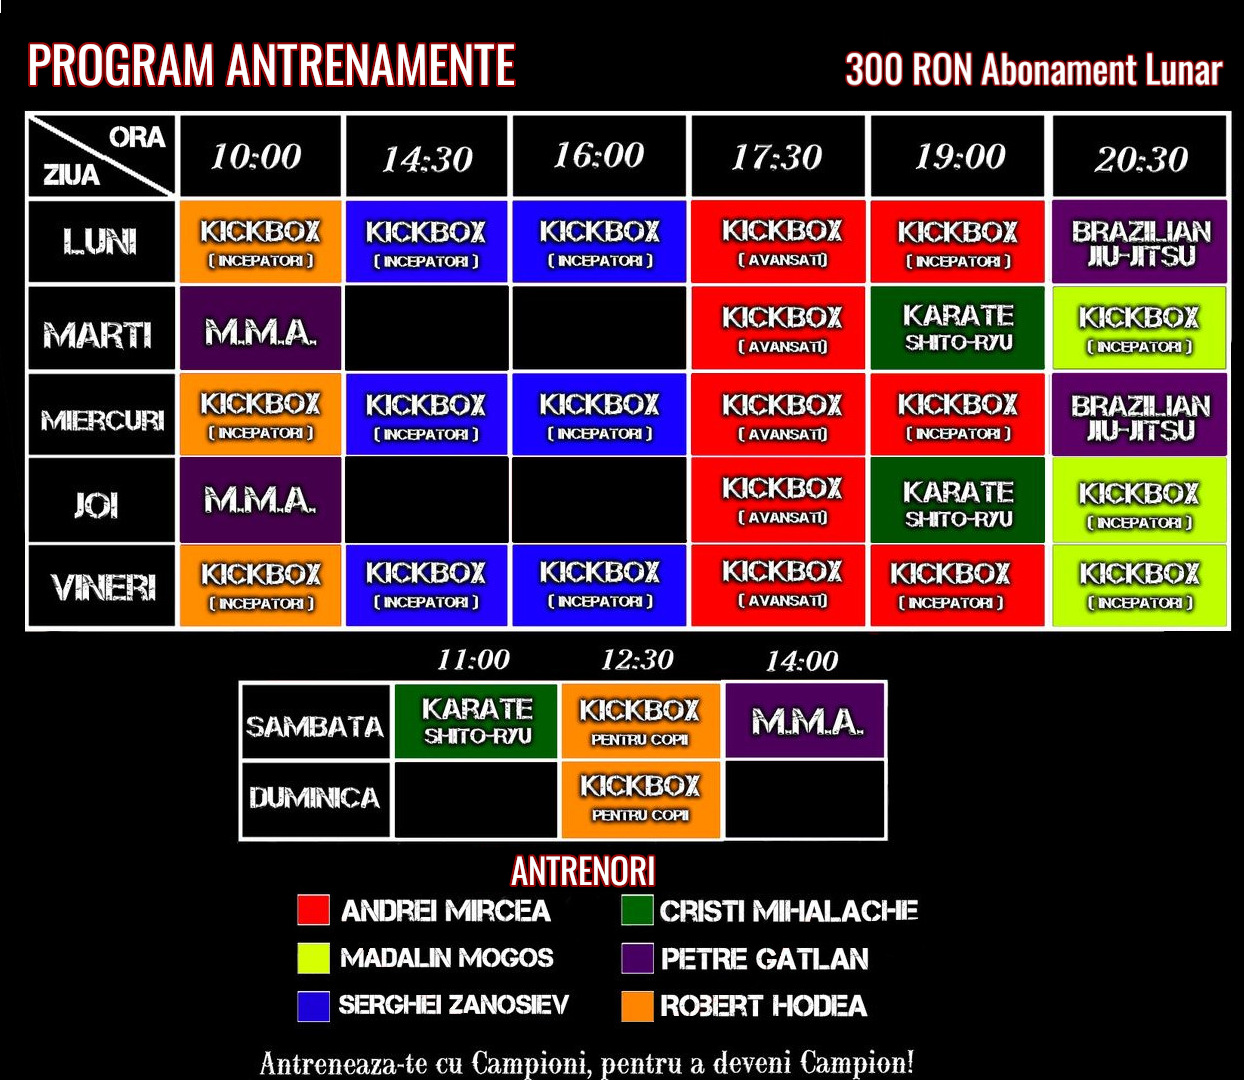 PROGRAM ANTRENAMENTE
300 RON Abonament Lunar
ORA
ZIUA
10:00 14:30 16:00 17:30 19:00 20:30
LUNI
KICKBOX
( INCEPATORI )
KICKBOX
( INCEPATORI )
KICKBOX
( INCEPATORI )
KICKBOX
( AVANSATI)
KICKBOX
( INCEPATORI )
BRAZILIAN
JIU-JITSU
MARTI
M.M.A.
KICKBOX
( AVANSATI)
KARATE
SHITO-RYU
KICKBOX
( INCEPATORI )
MIERCURI
KICKBOX
( INCEPATORI )
KICKBOX
( INCEPATORI )
KICKBOX
( INCEPATORI )
KICKBOX
( AVANSATI)
KICKBOX
( INCEPATORI )
BRAZILIAN
JIU-JITSU
JOI
M.M.A.
KICKBOX
( AVANSATI)
KARATE
SHITO-RYU
KICKBOX
( INCEPATORI )
VINERI
KICKBOX
( INCEPATORI )
KICKBOX
( INCEPATORI )
KICKBOX
( INCEPATORI )
KICKBOX
( AVANSATI)
KICKBOX
( INCEPATORI )
KICKBOX
( INCEPATORI )
11:00 12:30 14:00
SAMBATA
KARATE
SHITO-RYU
KICKBOX
PENTRU COPII
M.M.A.
DUMINICA
KICKBOX
PENTRU COPII
ANTRENORI
ANDREI MIRCEA
CRISTI MIHALACHE
MADALIN MOGOS
PETRE GATLAN
SERGHEI ZANOSIEV
ROBERT HODEA
Antreneaza-te cu Campioni, pentru a deveni Campion!